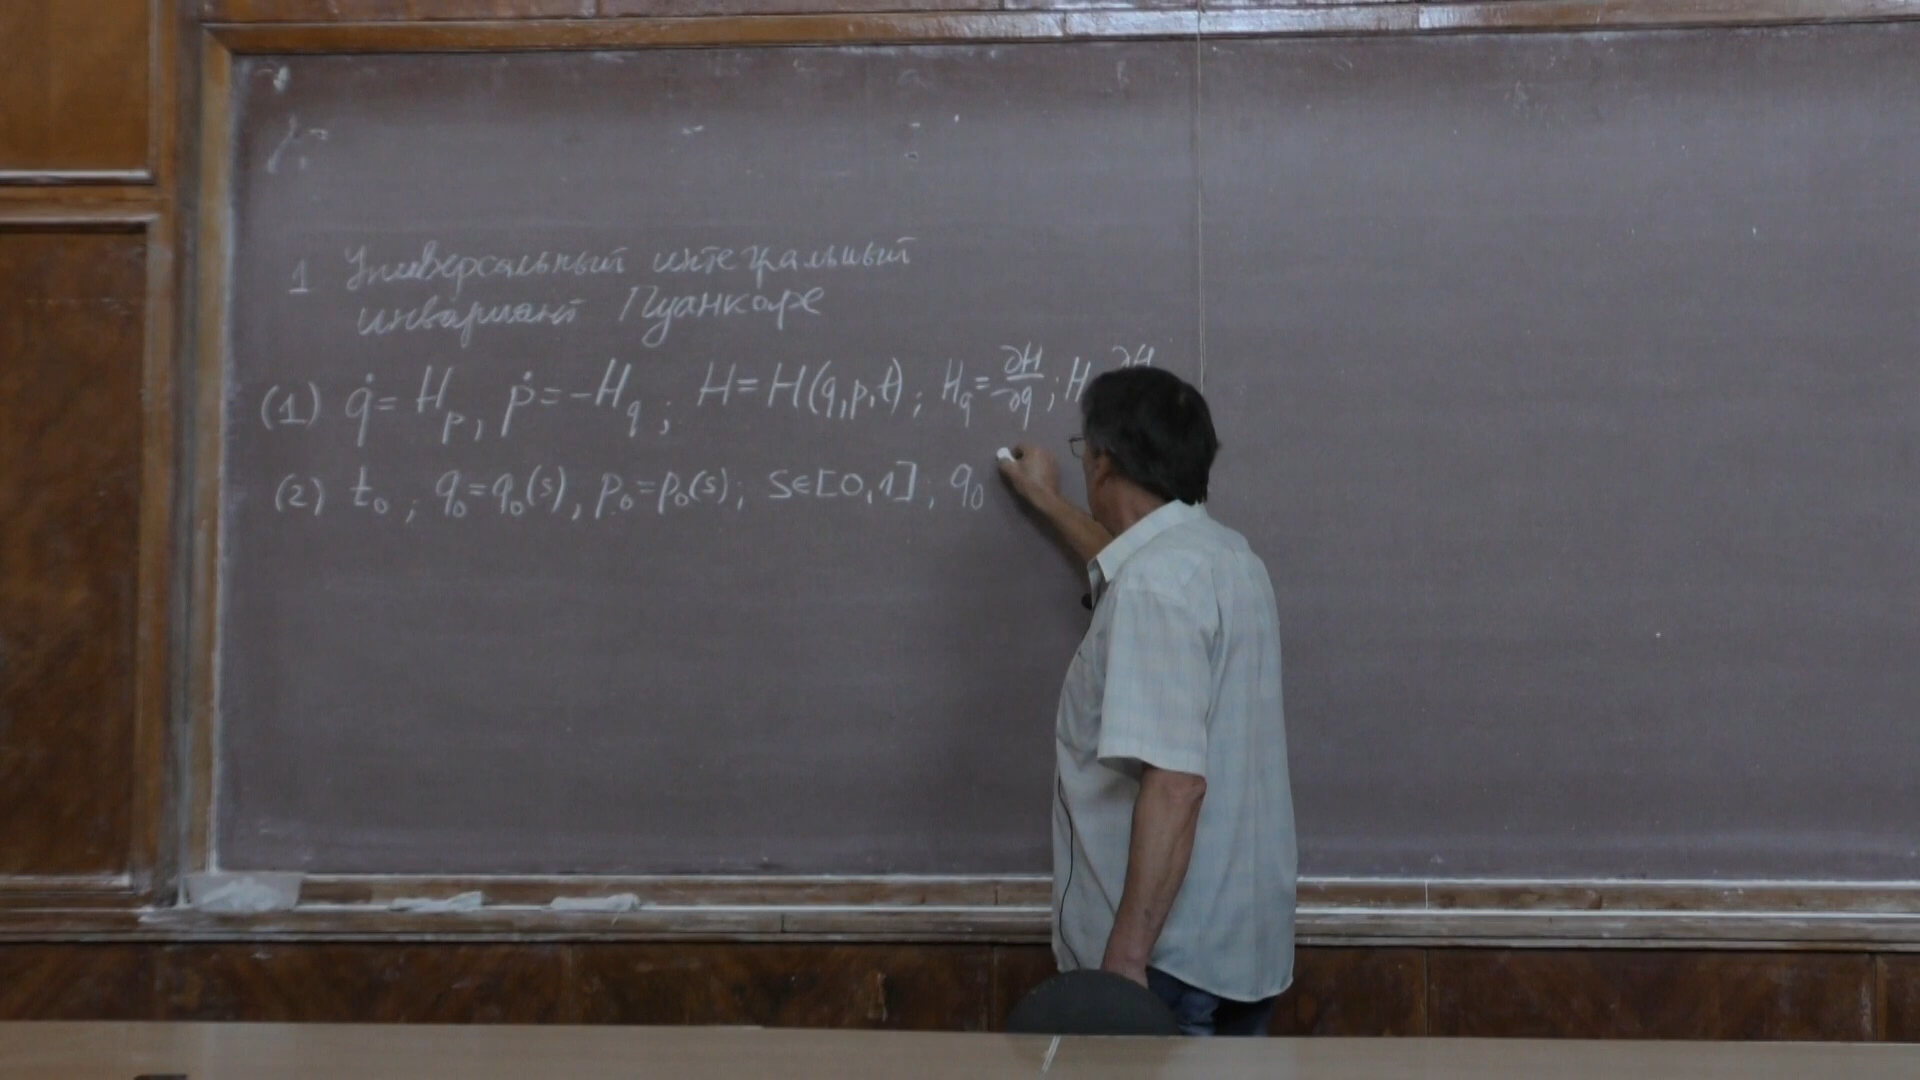 1 Универсальный интегральный
инвариант Пуанкаре
(1) q̇ = H_p, ṗ = -H_q; H = H(q,p,t); H_q = ∂H/∂q; H ∂H
(2) t₀; q₀ = q₀(s), p₀ = p₀(s); s∈[0,1]; q₀